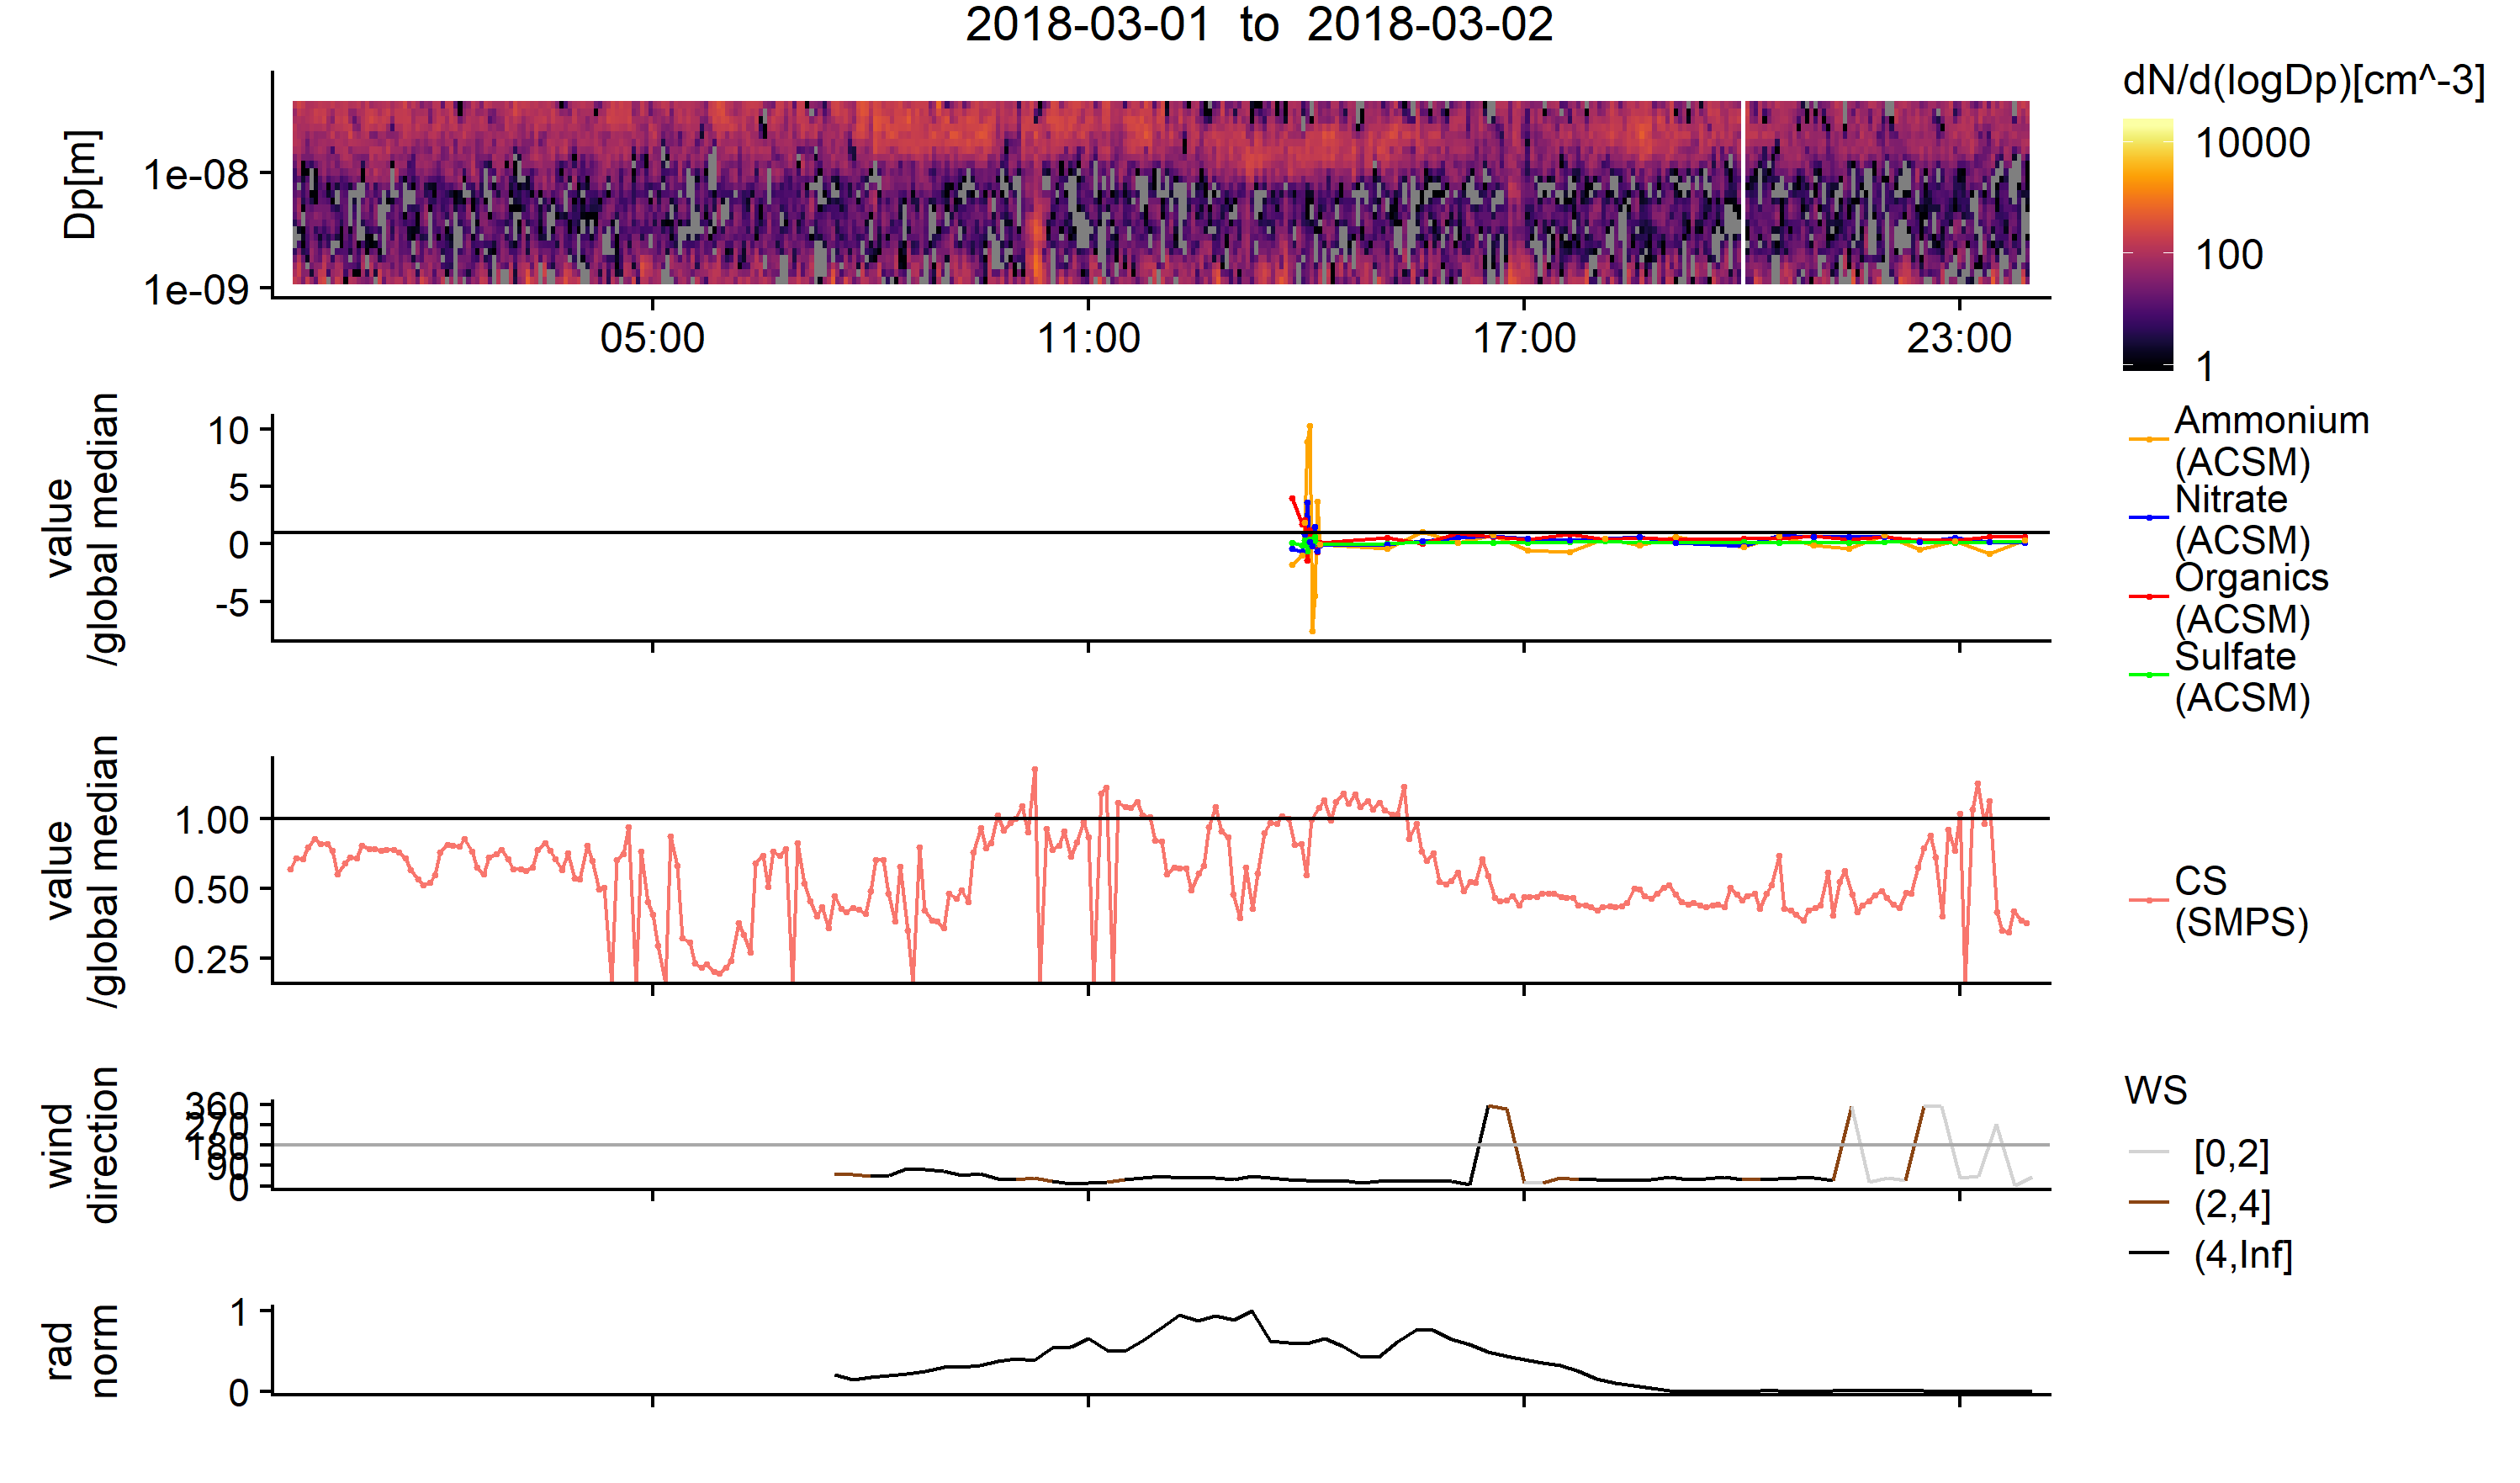 2018-03-01 to 2018-03-02
Dp[m]
1e-08
1e-09
05:00
11:00
17:00
23:00
dN/d(logDp)[cm^-3]
10000
100
1
value
/global median
10
5
0
-5
Ammonium
(ACSM)
Nitrate
(ACSM)
Organics
(ACSM)
Sulfate
(ACSM)
value
/global median
1.00
0.50
0.25
CS
(SMPS)
wind
direction
360
270
180
90
0
WS
[0,2]
(2,4]
(4,Inf]
rad
norm
1
0